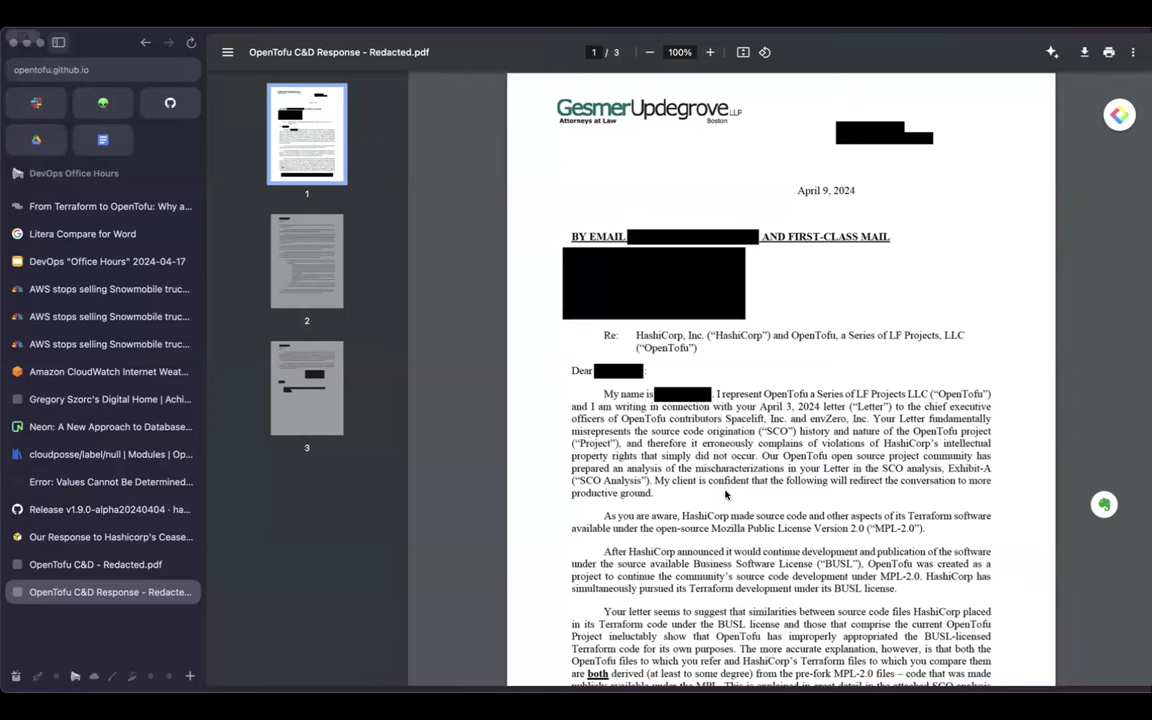 OpenTofu C&D Response - Redacted.pdf
1 / 3
100%
opentofu.github.io
DevOps Office Hours
From Terraform to OpenTofu: Why a...
Litera Compare for Word
DevOps "Office Hours" 2024-04-17
AWS stops selling Snowmobile truc...
AWS stops selling Snowmobile truc...
AWS stops selling Snowmobile truc...
Amazon CloudWatch Internet Weat...
Gregory Szorc's Digital Home | Achi...
Neon: A New Approach to Database...
cloudposse/label/null | Modules | Op...
Error: Values Cannot Be Determined...
Release v1.9.0-alpha20240404 · ha...
Our Response to Hashicorp's Cease...
OpenTofu C&D - Redacted.pdf
OpenTofu C&D Response - Redacte...
1
2
3
GesmerUpdegrove LLP
Attorneys at Law Boston
April 9, 2024
BY EMAIL AND FIRST-CLASS MAIL
Re: HashiCorp, Inc. (“HashiCorp”) and OpenTofu, a Series of LF Projects, LLC
(“OpenTofu”)
Dear :
My name is . I represent OpenTofu a Series of LF Projects LLC (“OpenTofu”)
and I am writing in connection with your April 3, 2024 letter (“Letter”) to the chief executive
officers of OpenTofu contributors Spacelift, Inc. and envZero, Inc. Your Letter fundamentally
misrepresents the source code origination (“SCO”) history and nature of the OpenTofu project
(“Project”), and therefore it erroneously complains of violations of HashiCorp’s intellectual
property rights that simply did not occur. Our OpenTofu open source project community has
prepared an analysis of the mischaracterizations in your Letter in the SCO analysis, Exhibit-A
(“SCO Analysis”). My client is confident that the following will redirect the conversation to more
productive ground.
As you are aware, HashiCorp made source code and other aspects of its Terraform software
available under the open-source Mozilla Public License Version 2.0 (“MPL-2.0”).
After HashiCorp announced it would continue development and publication of the software
under the source available Business Software License (“BUSL”), OpenTofu was created as a
project to continue the community’s source code development under MPL-2.0. HashiCorp has
simultaneously pursued its Terraform development under its BUSL license.
Your letter seems to suggest that similarities between source code files HashiCorp placed
in its Terraform code under the BUSL license and those that comprise the current OpenTofu
Project ineluctably show that OpenTofu has improperly appropriated the BUSL-licensed
Terraform code for its own purposes. The more accurate explanation, however, is that both the
OpenTofu files to which you refer and HashiCorp’s Terraform files to which you compare them
are both derived (at least to some degree) from the pre-fork MPL-2.0 files – code that was made